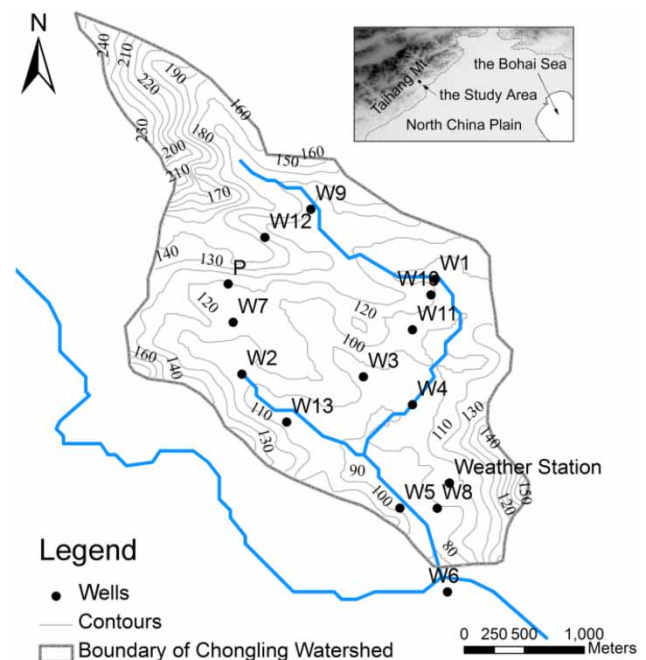 N
the Bohai Sea
Taihang Mt.
the Study Area
North China Plain
240
210
190
220
160
230
180
200
150
160
210
170
W9
W12
140
130
P
W1
W10
120
120
W7
W11
100
160
140
W2
W3
W4
110
W13
130
130
110
140
90
Weather Station
150
100
W5
W8
120
80
W6
Legend
Wells
Contours
Boundary of Chongling Watershed
0 250 500 1,000
Meters